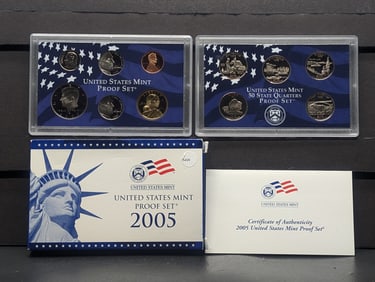 UNITED STATES MINT
PROOF SET®
UNITED STATES MINT
50 STATE QUARTERS
PROOF SET®
UNITED STATES MINT
UNITED STATES MINT
PROOF SET®
2005
UNITED STATES MINT
Certificate of Authenticity
2005 United States Mint Proof Set®